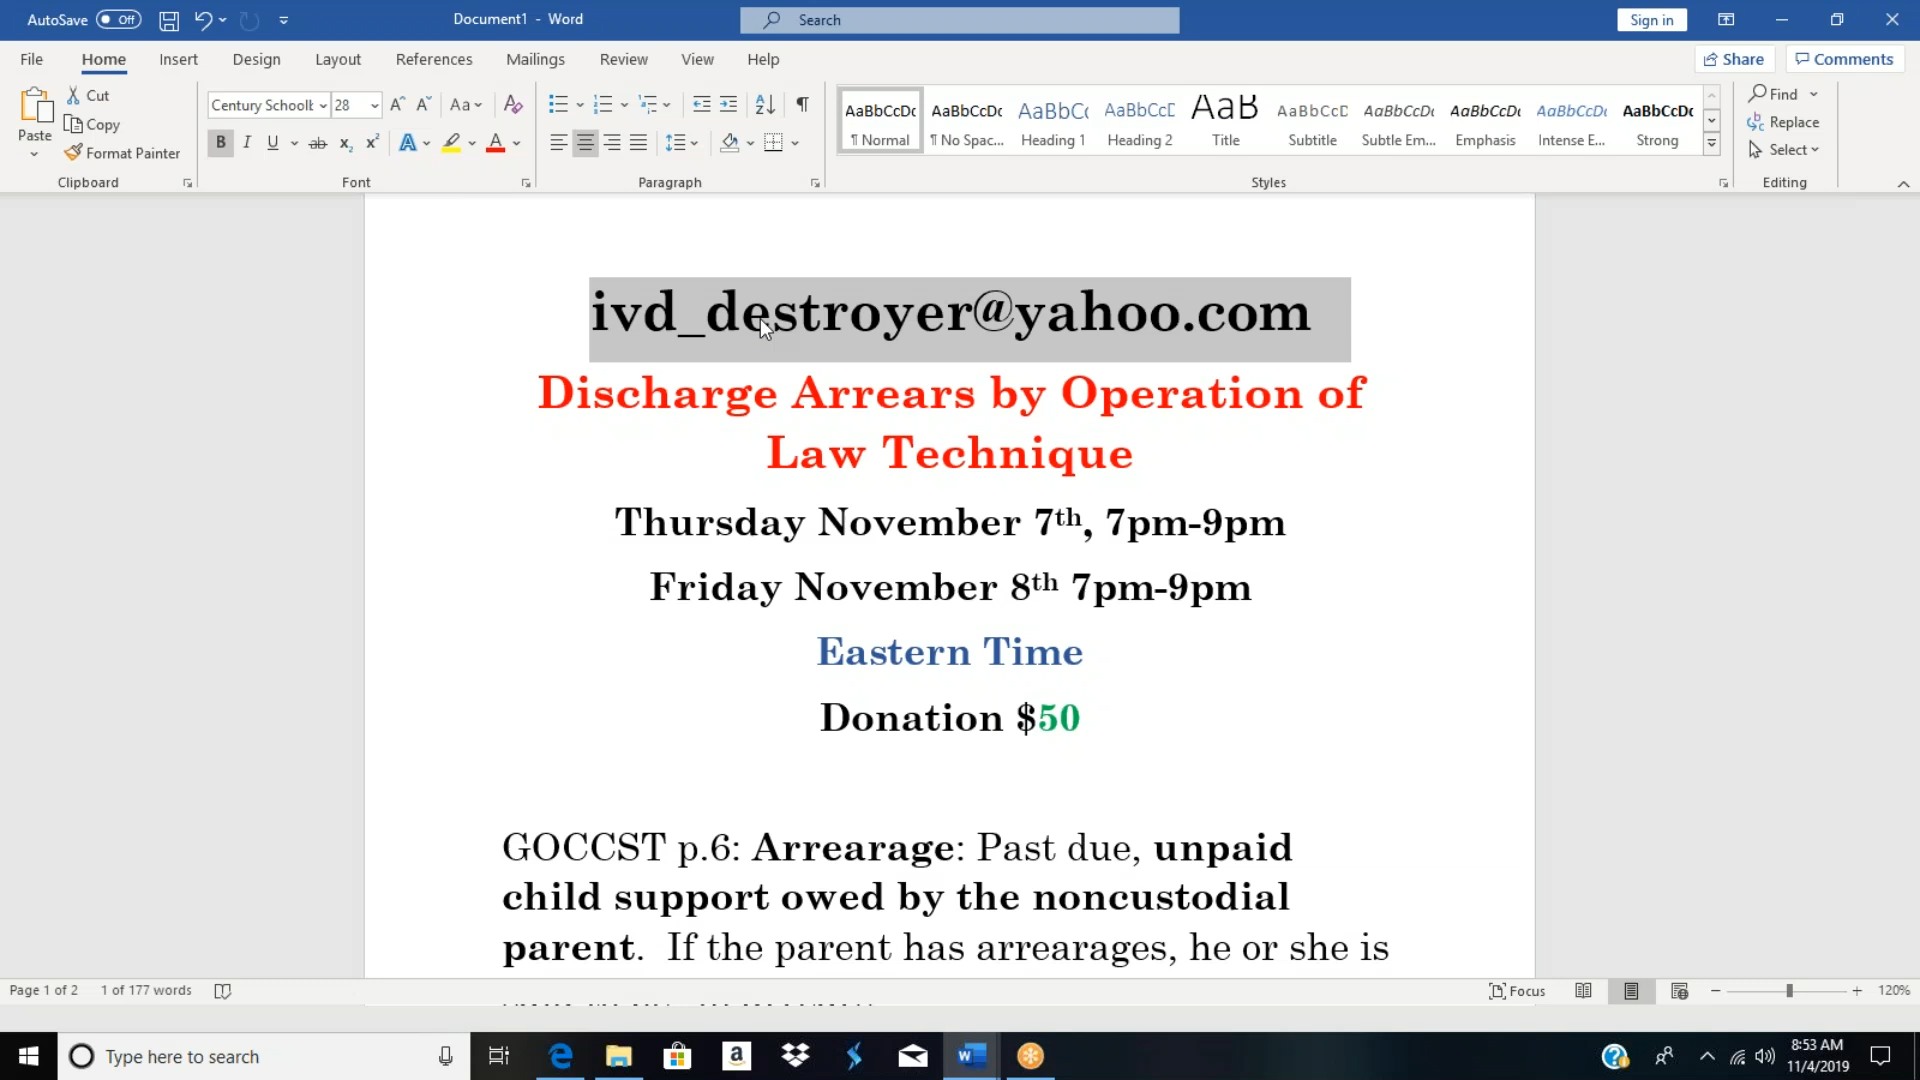 AutoSave Off Document1 - Word Search Sign in
File Home Insert Design Layout References Mailings Review View Help Share Comments
Paste Cut Copy Format Painter Clipboard
Century Schoolb 28 Aa Font
Paragraph
AaBbCcDc AaBbCcDc AaBbCc AaBbCcD AaB AaBbCcD AaBbCcDc AaBbCcDc AaBbCcDc AaBbCcDc
¶ Normal ¶ No Spac... Heading 1 Heading 2 Title Subtitle Subtle Em... Emphasis Intense E... Strong
Styles
Find Replace Select Editing
ivd_destroyer@yahoo.com
Discharge Arrears by Operation of
Law Technique
Thursday November 7th, 7pm-9pm
Friday November 8th 7pm-9pm
Eastern Time
Donation $50
GOCCST p.6: Arrearage: Past due, unpaid
child support owed by the noncustodial
parent. If the parent has arrearages, he or she is
Page 1 of 2 1 of 177 words Focus 120%
Type here to search
8:53 AM
11/4/2019